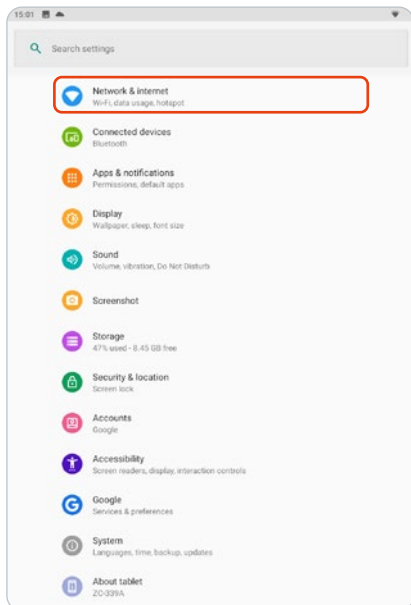 15:01
Search settings
Network & internet
Wi-Fi, data usage, hotspot
Connected devices
Bluetooth
Apps & notifications
Permissions, default apps
Display
Wallpaper, sleep, font size
Sound
Volume, vibration, Do Not Disturb
Screenshot
Storage
47% used - 8.45 GB free
Security & location
Screen lock
Accounts
Google
Accessibility
Screen readers, display, interaction controls
Google
Services & preferences
System
Languages, time, backup, updates
About tablet
ZC-339A